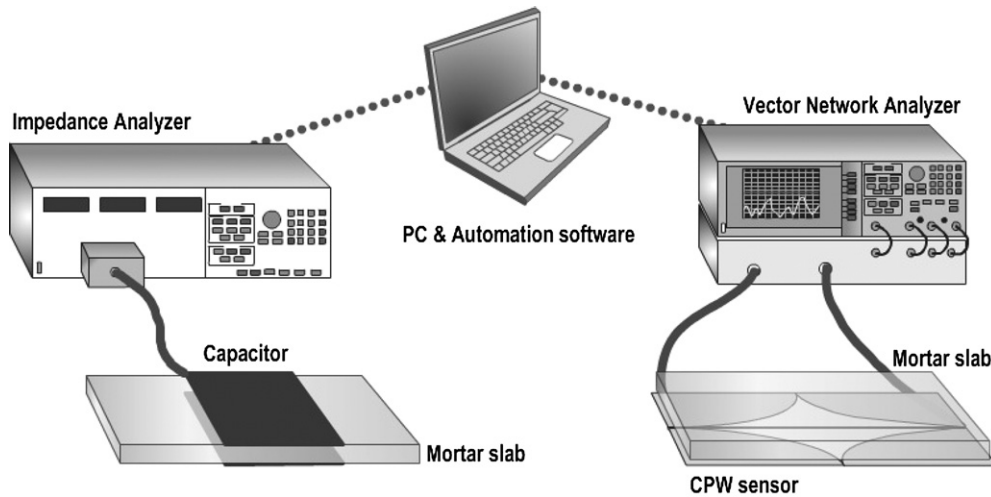 Impedance Analyzer
Vector Network Analyzer
PC & Automation software
Capacitor
Mortar slab
Mortar slab
CPW sensor